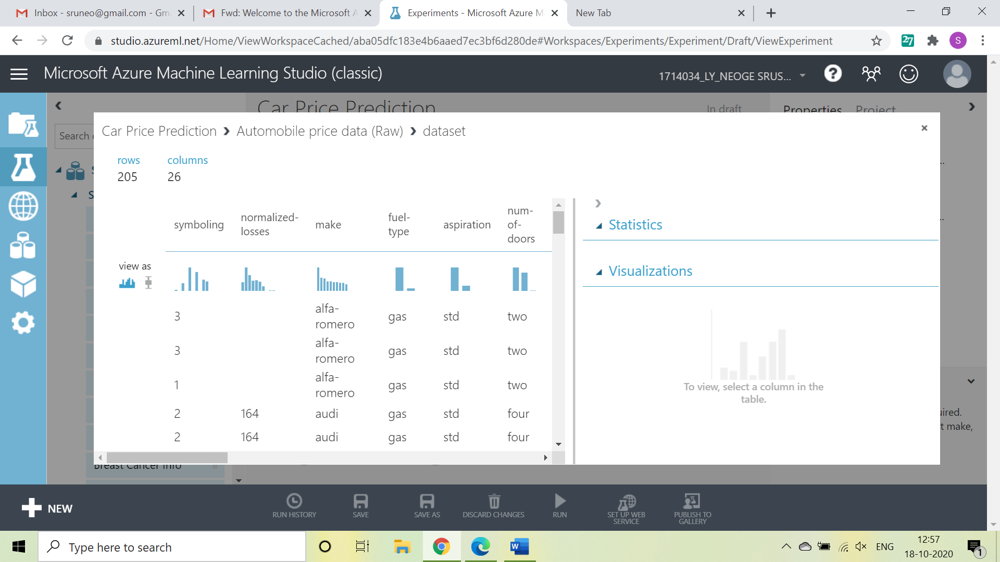 Inbox - sruneo@gmail.com - Gm
Fwd: Welcome to the Microsoft A
Experiments - Microsoft Azure M
New Tab
studio.azureml.net/Home/ViewWorkspaceCached/aba05dfc183e4b6aaed7ec3bf6d280de#Workspaces/Experiments/Experiment/Draft/ViewExperiment
27
S
Microsoft Azure Machine Learning Studio (classic)
1714034_LY_NEOGE SRUS...
?
Car Price Prediction
In draft
Properties Project
Search
Car Price Prediction > Automobile price data (Raw) > dataset
rows columns
205 26
symboling normalized-losses make fuel-type aspiration num-of-doors
view as
3 alfa-romero gas std two
3 alfa-romero gas std two
1 alfa-romero gas std two
2 164 audi gas std four
2 164 audi gas std four
Statistics
Visualizations
To view, select a column in the
table.
uired.
t make,
Breast Cancer Info
NEW
RUN HISTORY
SAVE
SAVE AS
DISCARD CHANGES
RUN
SET UP WEB
SERVICE
PUBLISH TO
GALLERY
Type here to search
W
ENG
12:57
18-10-2020
1